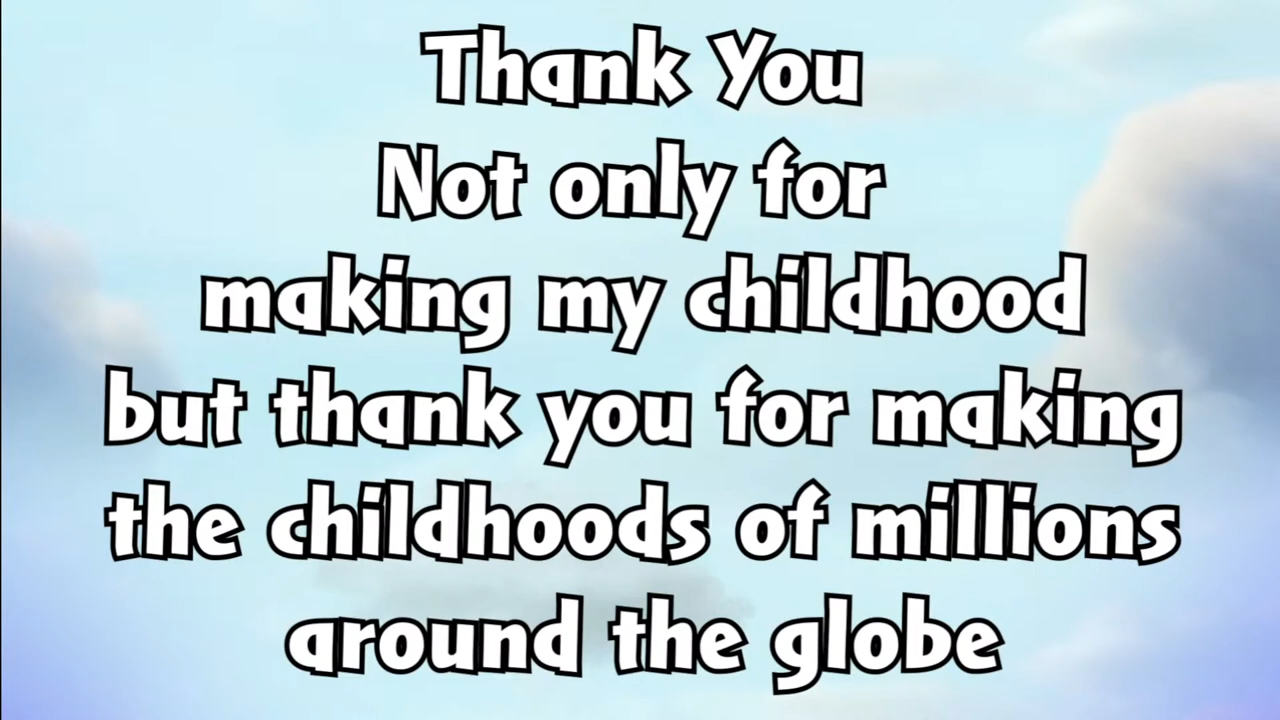 Thank You
Not only for
making my childhood
but thank you for making
the childhoods of millions
around the globe